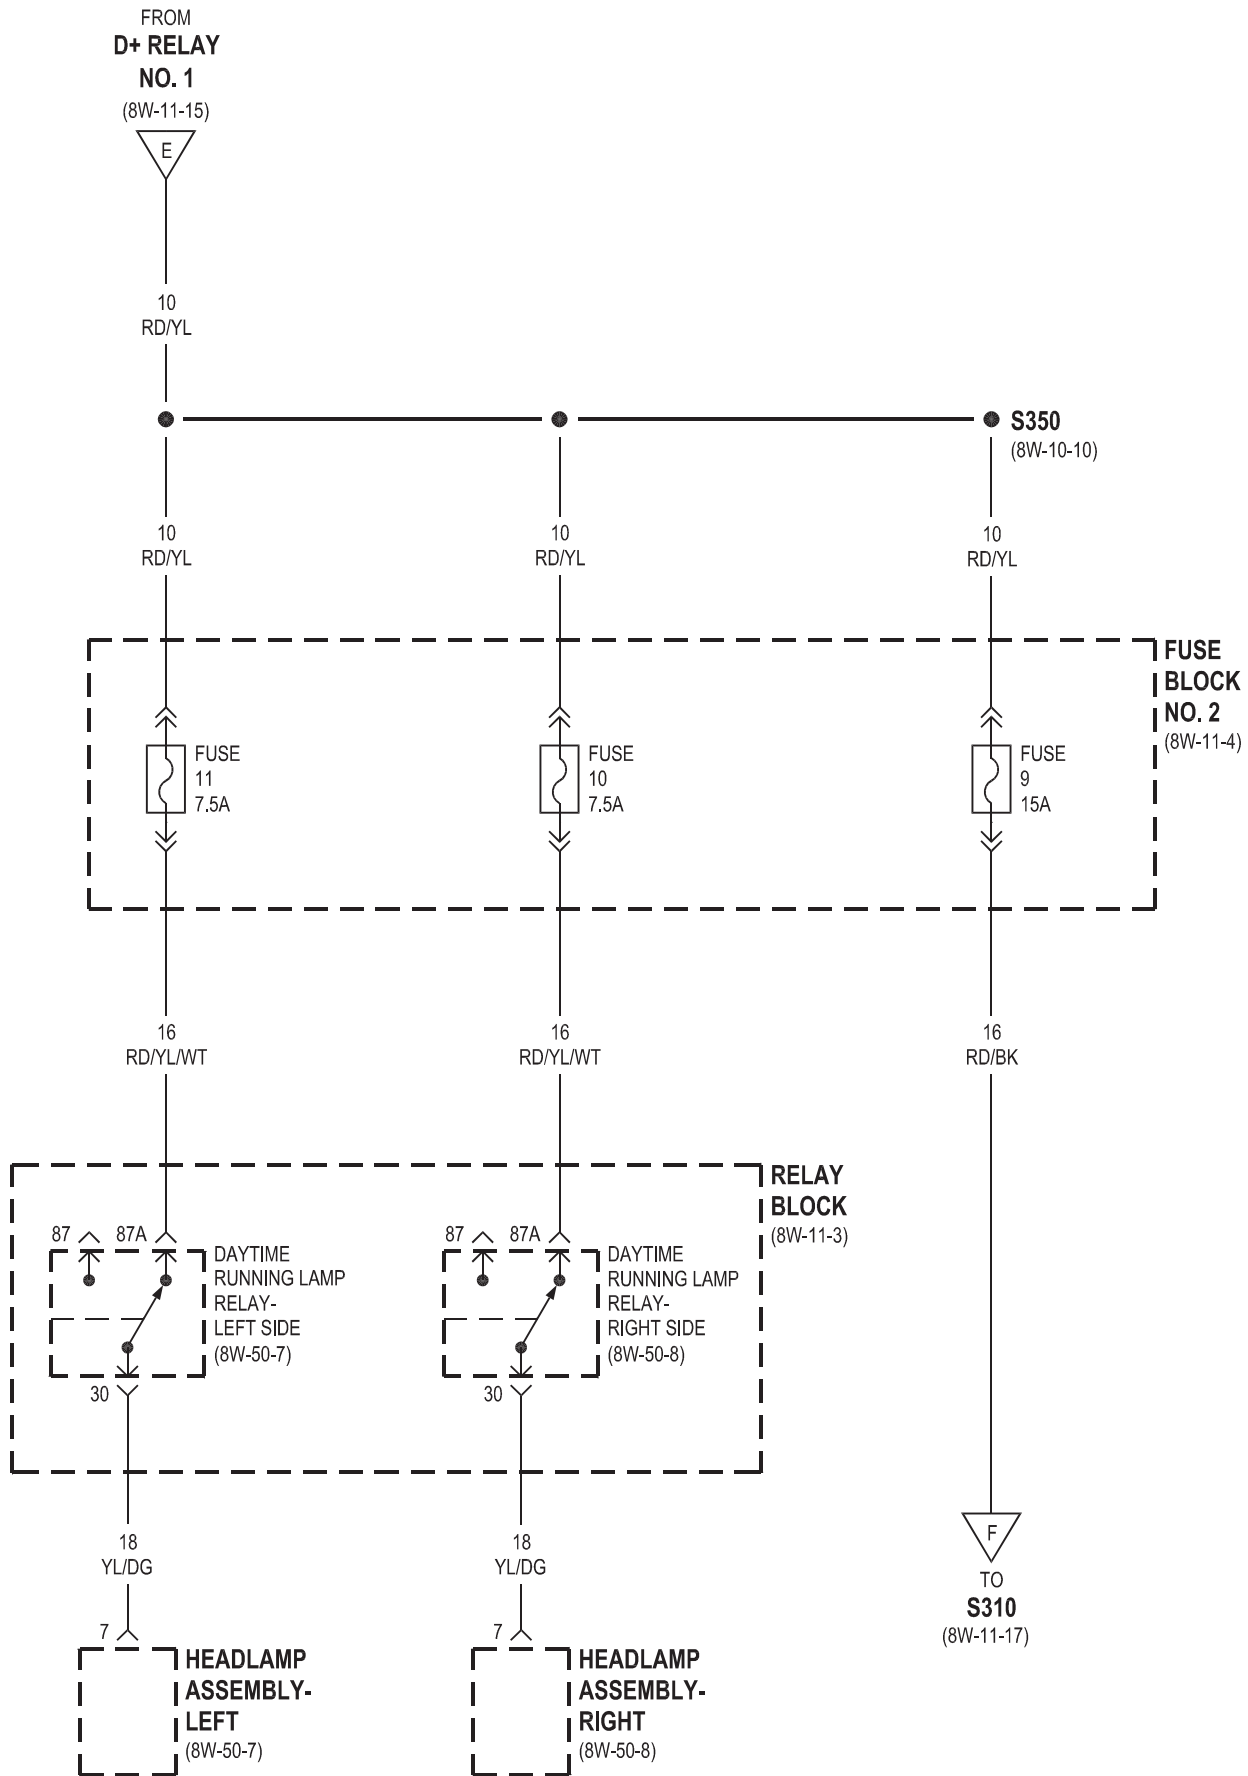 FROM
D+ RELAY
NO. 1
(8W-11-15)
E
10
RD/YL
S350
(8W-10-10)
10
RD/YL
10
RD/YL
10
RD/YL
FUSE
BLOCK
NO. 2
(8W-11-4)
FUSE
11
7.5A
FUSE
10
7.5A
FUSE
9
15A
16
RD/YL/WT
16
RD/YL/WT
16
RD/BK
RELAY
BLOCK
(8W-11-3)
87
87A
DAYTIME
RUNNING LAMP
RELAY-
LEFT SIDE
(8W-50-7)
30
87
87A
DAYTIME
RUNNING LAMP
RELAY-
RIGHT SIDE
(8W-50-8)
30
18
YL/DG
18
YL/DG
F
TO
S310
(8W-11-17)
7
HEADLAMP
ASSEMBLY-
LEFT
(8W-50-7)
7
HEADLAMP
ASSEMBLY-
RIGHT
(8W-50-8)